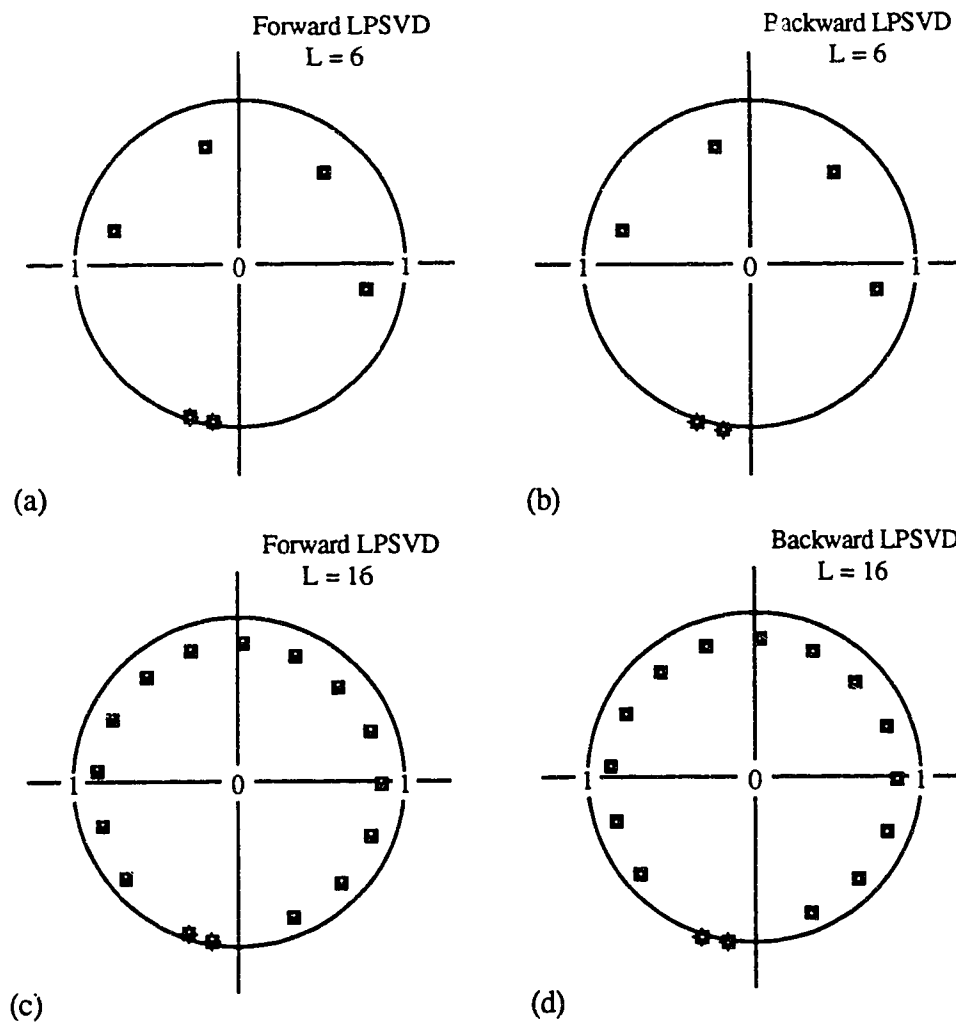 Forward LPSVD
L = 6
1 0 1
(a)
Backward LPSVD
L = 6
1 0 1
(b)
Forward LPSVD
L = 16
1 0 1
(c)
Backward LPSVD
L = 16
1 0 1
(d)